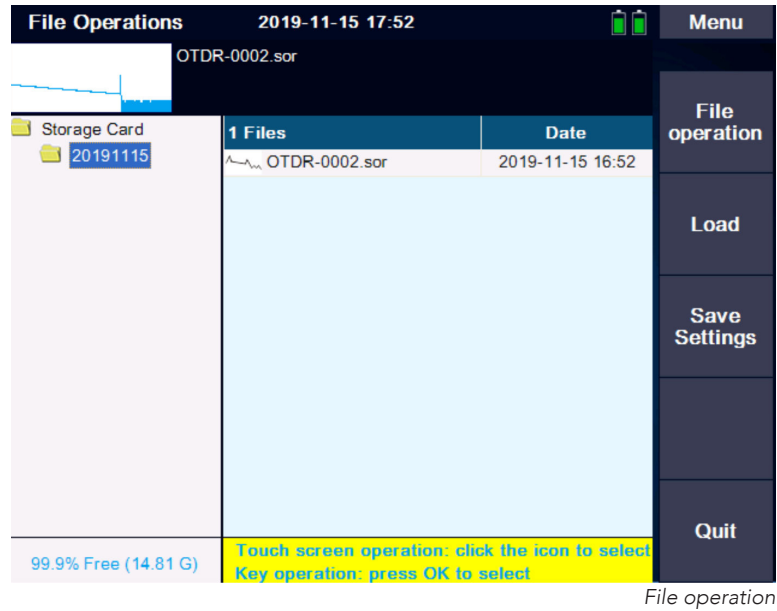 File Operations 2019-11-15 17:52 Menu
OTDR-0002.sor
File
operation
Storage Card
20191115
1 Files Date
OTDR-0002.sor 2019-11-15 16:52
Load
Save
Settings
Quit
99.9% Free (14.81 G)
Touch screen operation: click the icon to select
Key operation: press OK to select
File operation